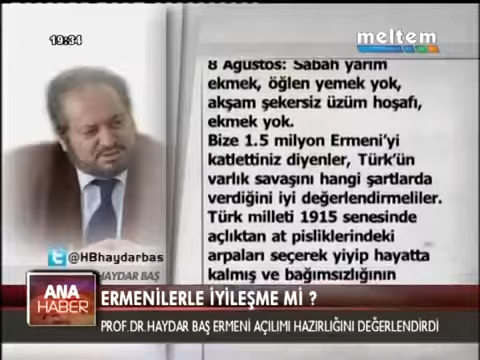 19:34
meltem
8 Ağustos: Sabah yarım
ekmek, öğlen yemek yok,
akşam şekersiz üzüm hoşafı,
ekmek yok.
Bize 1.5 milyon Ermeni'yi
katlettiniz diyenler, Türk'ün
varlık savaşını hangi şartlarda
verdiğini iyi değerlendirmeliler.
Türk milleti 1915 senesinde
açlıktan at pisliklerindeki
arpaları seçerek yiyip hayatta
kalmış ve bağımsızlığının
@HBhaydarbas
HAYDAR BAŞ
ANA
HABER
ERMENİLERLE İYİLEŞME Mİ ?
PROF.DR.HAYDAR BAŞ ERMENİ AÇILIMI HAZIRLIĞINI DEĞERLENDİRDİ